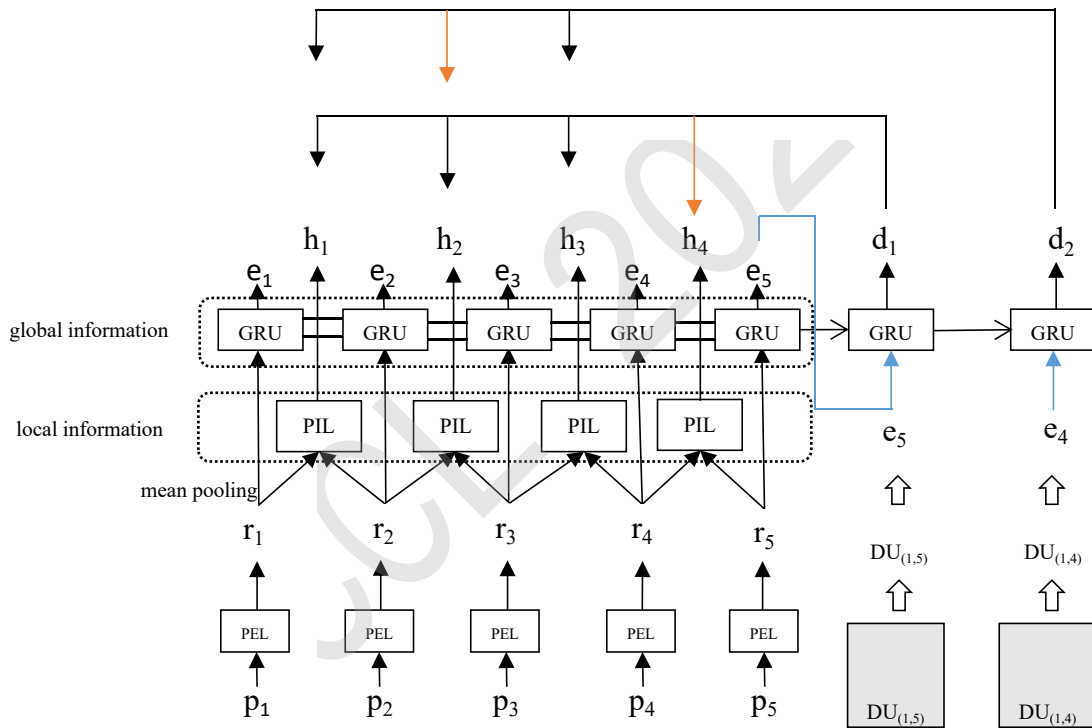 h1 h2 h3 h4 d1 d2
e1 e2 e3 e4 e5
global information GRU GRU GRU GRU GRU GRU GRU
local information PIL PIL PIL PIL e5 e4
mean pooling
r1 r2 r3 r4 r5 DU(1,5) DU(1,4)
PEL PEL PEL PEL PEL
p1 p2 p3 p4 p5 DU(1,5) DU(1,4)
CCL 202